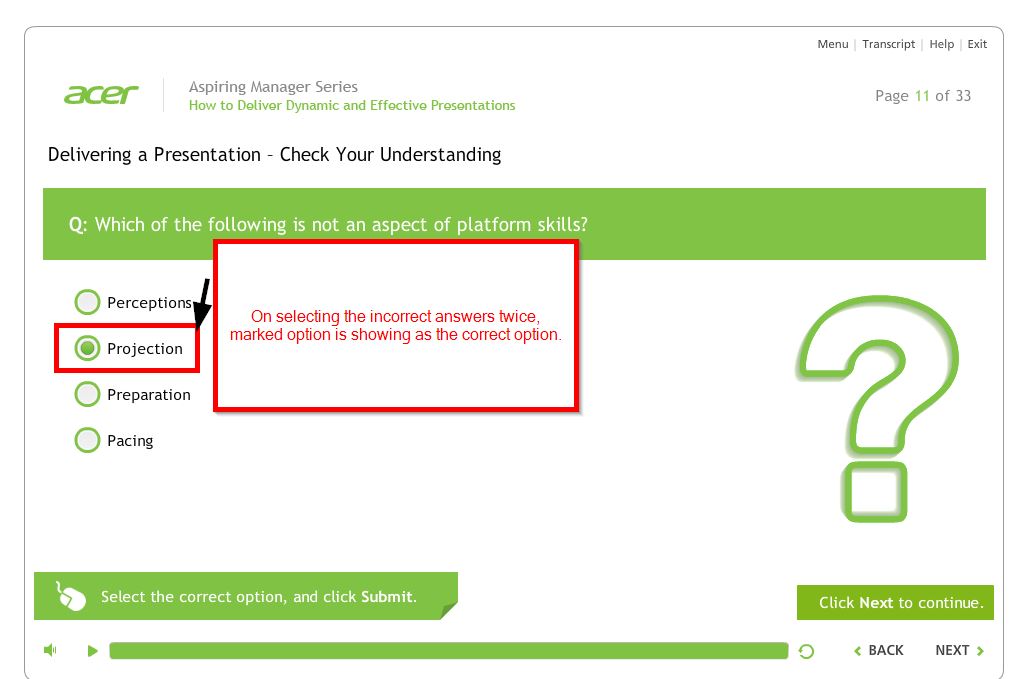 Menu | Transcript | Help | Exit
acer
Aspiring Manager Series
How to Deliver Dynamic and Effective Presentations
Page 11 of 33
Delivering a Presentation – Check Your Understanding
Q: Which of the following is not an aspect of platform skills?
On selecting the incorrect answers twice,
marked option is showing as the correct option.
Perceptions
Projection
Preparation
Pacing
Select the correct option, and click Submit.
Click Next to continue.
BACK
NEXT